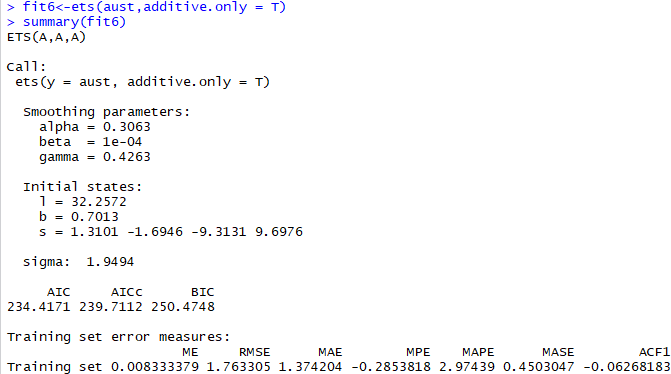 > fit6<-ets(aust,additive.only = T)
> summary(fit6)
ETS(A,A,A)
Call:
ets(y = aust, additive.only = T)
Smoothing parameters:
alpha = 0.3063
beta = 1e-04
gamma = 0.4263
Initial states:
l = 32.2572
b = 0.7013
s = 1.3101 -1.6946 -9.3131 9.6976
sigma: 1.9494
AIC AICc BIC
234.4171 239.7112 250.4748
Training set error measures:
ME RMSE MAE MPE MAPE MASE ACF1
Training set 0.008333379 1.763305 1.374204 -0.2853818 2.97439 0.4503047 -0.06268183